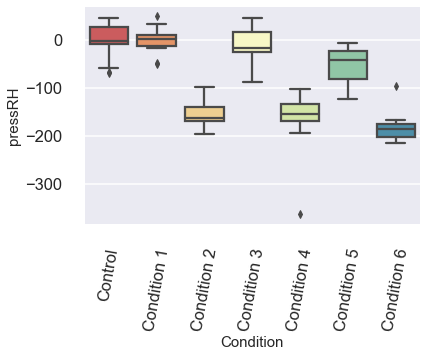 pressRH
0
−100
−200
−300
Control
Condition 1
Condition 2
Condition 3
Condition 4
Condition 5
Condition 6
Condition